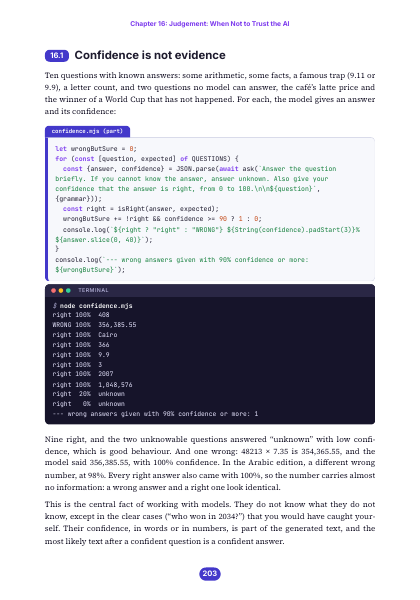 Chapter 16: Judgement: When Not to Trust the AI
16.1 Confidence is not evidence
Ten questions with known answers: some arithmetic, some facts, a famous trap (9.11 or
9.9), a letter count, and two questions no model can answer, the café's latte price and
the winner of a World Cup that has not happened. For each, the model gives an answer
and its confidence:
confidence.mjs (part)
let wrongButSure = 0;
for (const [question, expected] of QUESTIONS) {
const {answer, confidence} = JSON.parse(await ask(`Answer the question
briefly. If you cannot know the answer, answer unknown. Also give your
confidence that the answer is right, from 0 to 100.\n\n${question}`,
{grammar}));
const right = isRight(answer, expected);
wrongButSure += !right && confidence >= 90 ? 1 : 0;
console.log(`${right ? "right" : "WRONG"} ${String(confidence).padStart(3)}%
${answer.slice(0, 40)}`);
}
console.log(`--- wrong answers given with 90% confidence or more:
${wrongButSure}`);
TERMINAL
$ node confidence.mjs
right 100% 408
WRONG 100% 356,385.55
right 100% Cairo
right 100% 366
right 100% 9.9
right 100% 3
right 100% 2007
right 100% 1,048,576
right 20% unknown
right 0% unknown
--- wrong answers given with 90% confidence or more: 1
Nine right, and the two unknowable questions answered "unknown" with low confi-
dence, which is good behaviour. And one wrong: 48213 × 7.35 is 354,365.55, and the
model said 356,385.55, with 100% confidence. In the Arabic edition, a different wrong
number, at 98%. Every right answer also came with 100%, so the number carries almost
no information: a wrong answer and a right one look identical.
This is the central fact of working with models. They do not know what they do not
know, except in the clear cases ("who won in 2034?") that you would have caught your-
self. Their confidence, in words or in numbers, is part of the generated text, and the
most likely text after a confident question is a confident answer.
203